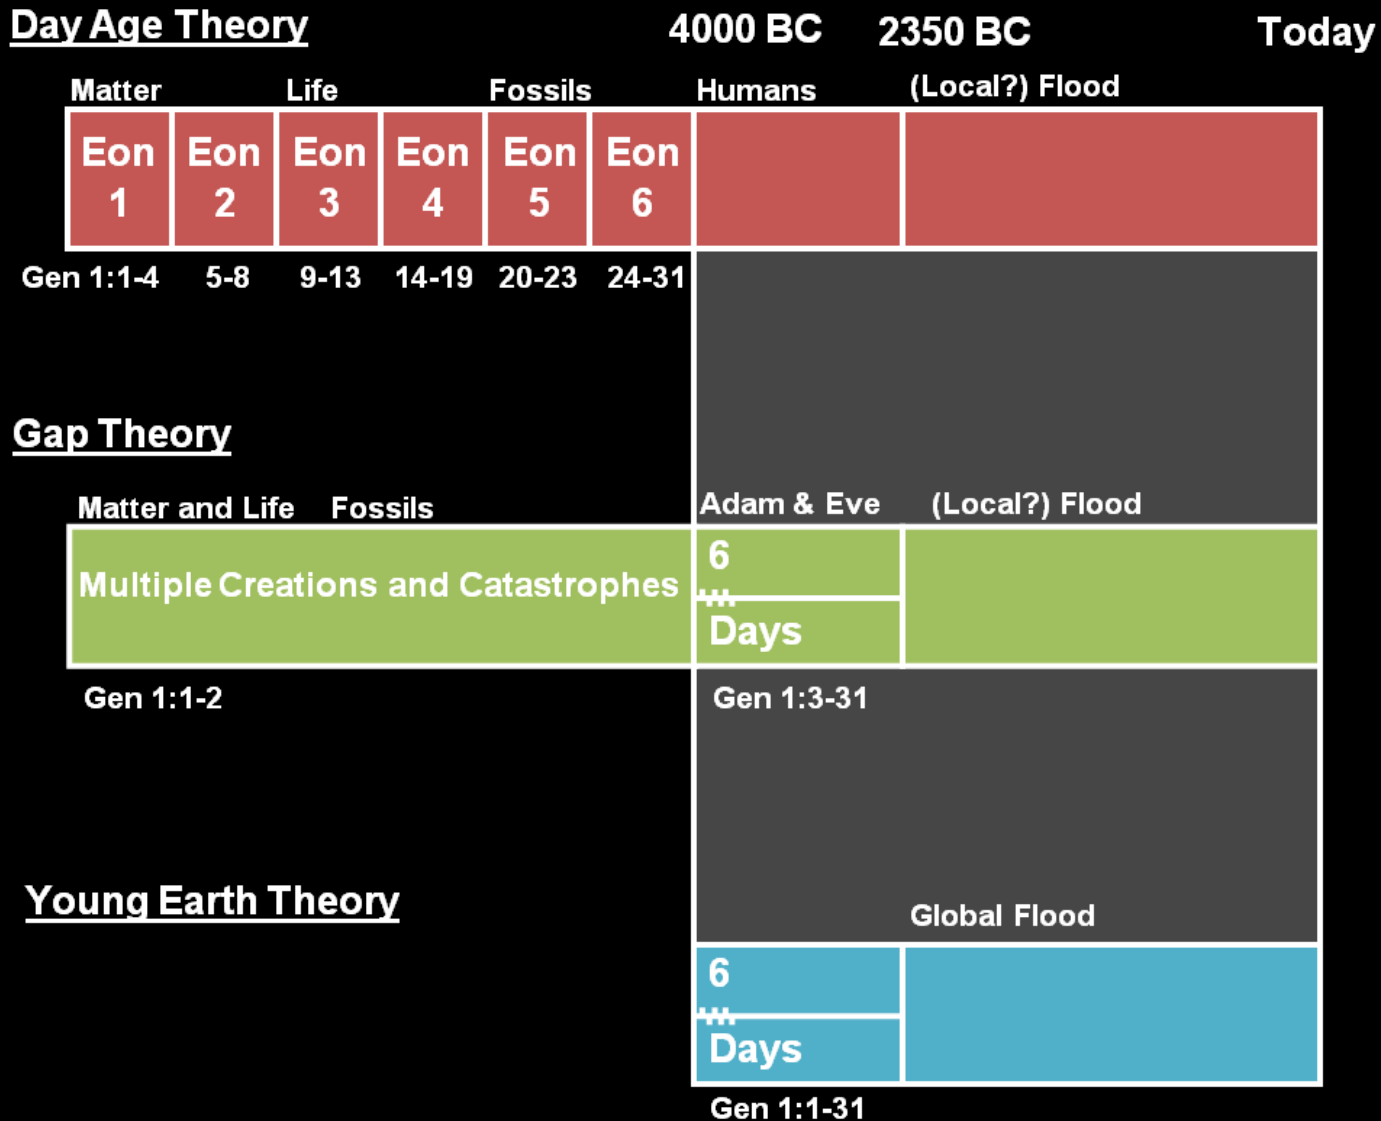 Day Age Theory
4000 BC
2350 BC
Today
Matter
Life
Fossils
Humans
(Local?) Flood
Eon
1
Eon
2
Eon
3
Eon
4
Eon
5
Eon
6
Gen 1:1-4
5-8
9-13
14-19
20-23
24-31
Gap Theory
Matter and Life
Fossils
Adam & Eve
(Local?) Flood
Multiple Creations and Catastrophes
6
Days
Gen 1:1-2
Gen 1:3-31
Young Earth Theory
Global Flood
6
Days
Gen 1:1-31